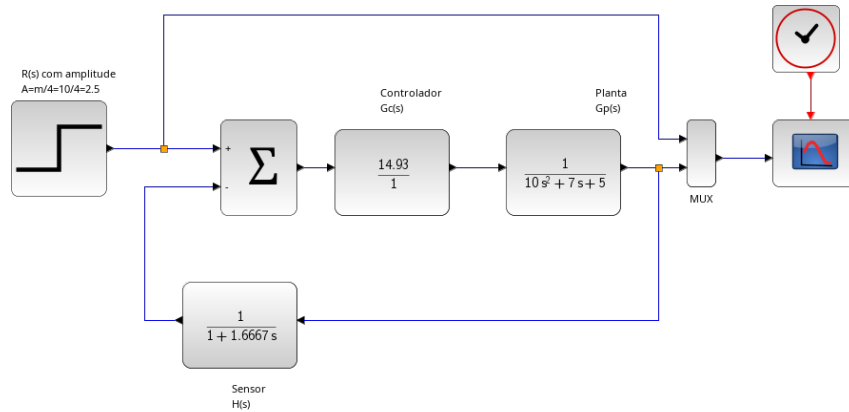 R(s) com amplitude
A=m/4=10/4=2.5
Controlador
Gc(s)
Planta
Gp(s)
+
-
Σ
14.93
1
1
10 s² + 7 s + 5
MUX
1
1 + 1.6667 s
Sensor
H(s)